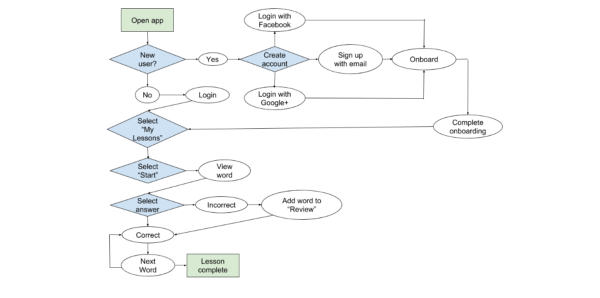 Open app
Login with
Facebook
New
user?
Yes
Create
account
Sign up
with email
Onboard
No
Login
Login with
Google+
Select
"My
Lessons"
Complete
onboarding
Select
"Start"
View
word
Select
answer
Incorrect
Add word to
"Review"
Correct
Next
Word
Lesson
complete